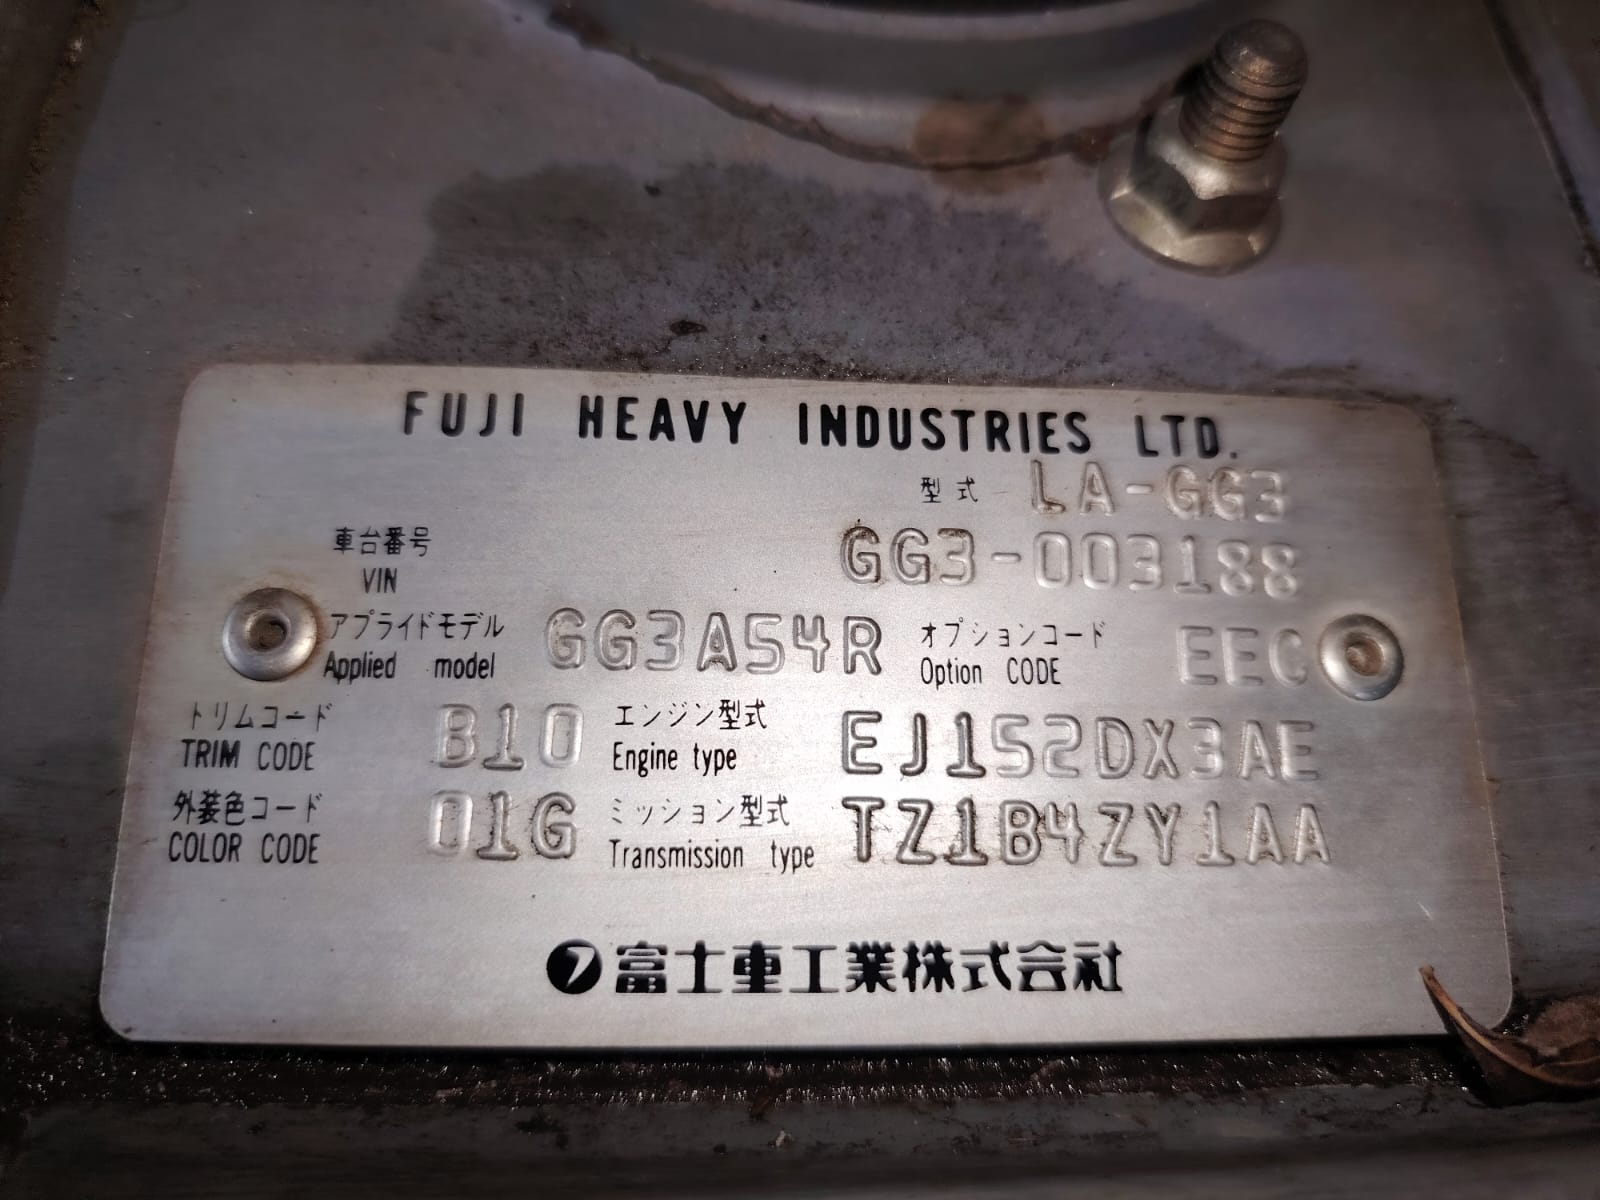 FUJI HEAVY INDUSTRIES LTD.
型式 LA-GG3
車台番号 VIN GG3-003188
アプライドモデル Applied model GG3A54R オプションコード Option CODE EEC
トリムコード TRIM CODE B10 エンジン型式 Engine type EJ152DX3AE
外装色コード COLOR CODE 01G ミッション型式 Transmission type TZ1B4ZY1AA
富士重工業株式会社